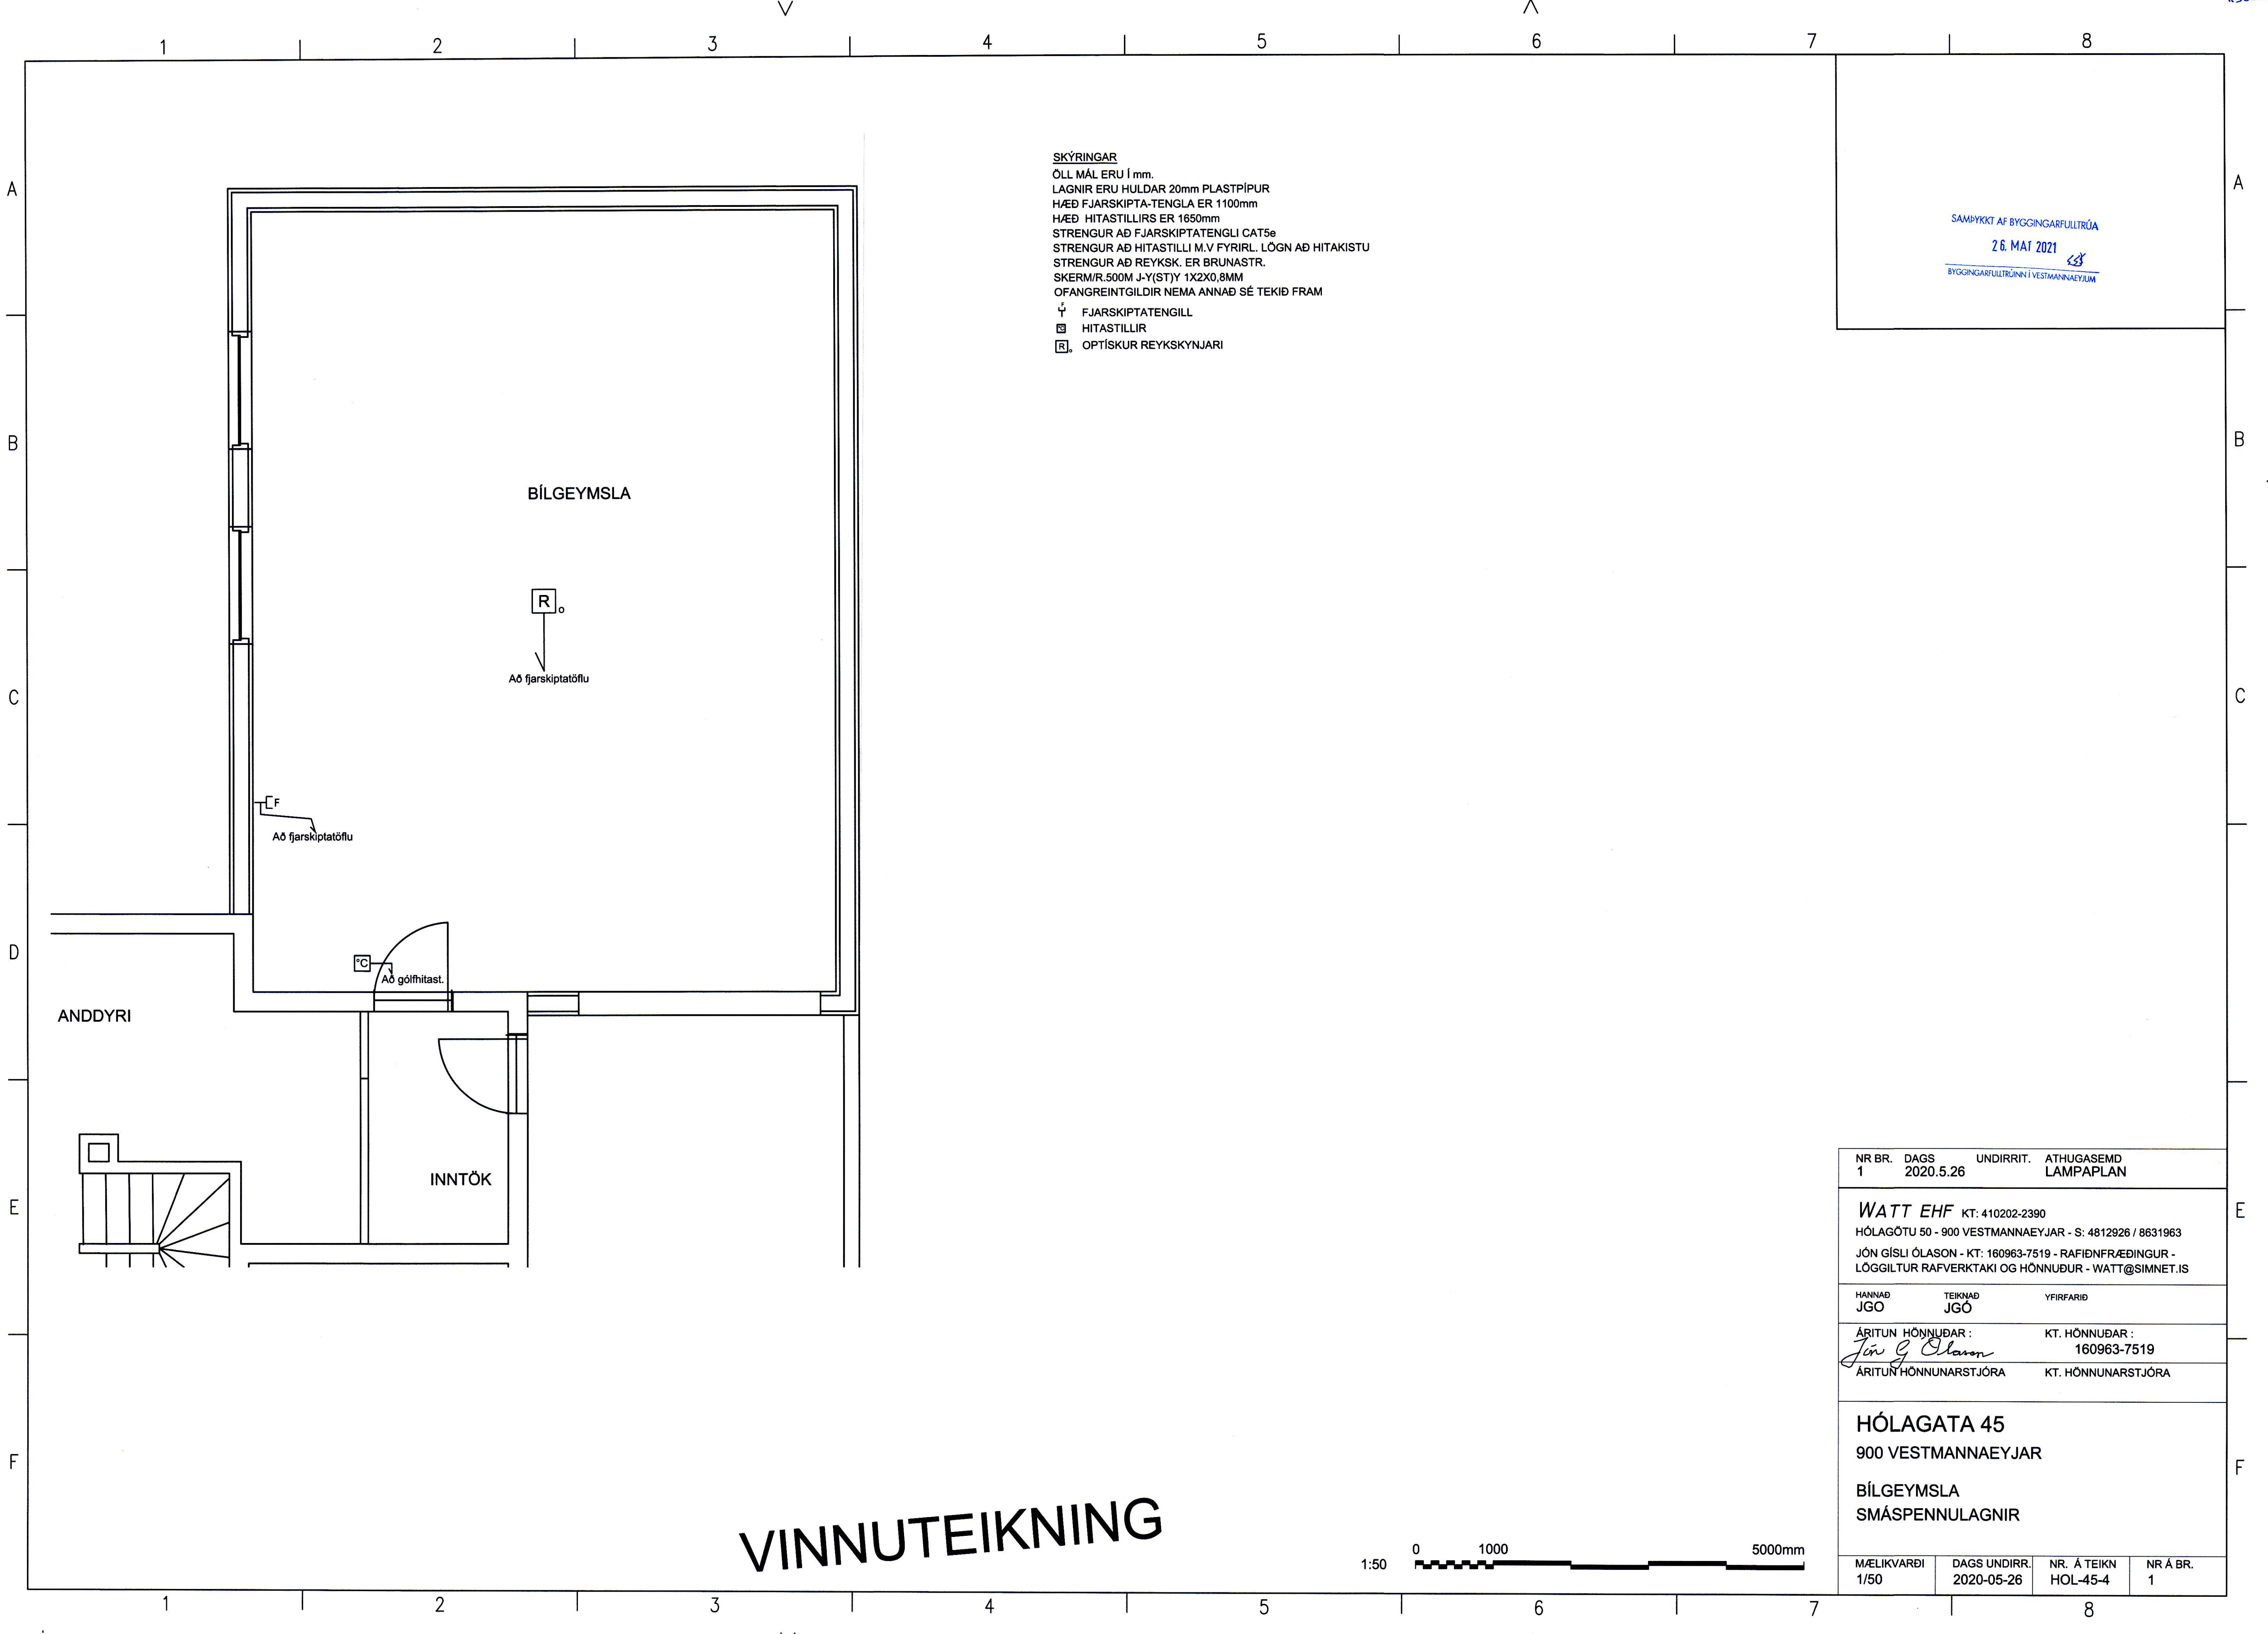 1 2 3 4 5 6 7 8
A
B
C
D
E
F
A
B
C
E
F
SKÝRINGAR
ÖLL MÁL ERU Í mm.
LAGNIR ERU HULDAR 20mm PLASTPÍPUR
HÆÐ FJARSKIPTA-TENGLA ER 1100mm
HÆÐ HITASTILLIRS ER 1650mm
STRENGUR AÐ FJARSKIPTATENGLI CAT5e
STRENGUR AÐ HITASTILLI M.V FYRIRL. LÖGN AÐ HITAKISTU
STRENGUR AÐ REYKSK. ER BRUNASTR.
SKERM/R.500M J-Y(ST)Y 1X2X0,8MM
OFANGREINTGILDIR NEMA ANNAÐ SÉ TEKIÐ FRAM
F FJARSKIPTATENGILL
°C HITASTILLIR
R o OPTÍSKUR REYKSKYNJARI
SAMÞYKKT AF BYGGINGARFULLTRÚA
26. MAÍ 2021
BYGGINGARFULLTRÚINN Í VESTMANNAEYJUM
BÍLGEYMSLA
R o
Að fjarskiptatöflu
F
Að fjarskiptatöflu
°C
Að gólfhitast.
ANDDYRI
INNTÖK
VINNUTEIKNING
1:50
0 1000 5000mm
NR BR. DAGS UNDIRRIT. ATHUGASEMD
1 2020.5.26 LAMPAPLAN
WATT EHF KT: 410202-2390
HÓLAGÖTU 50 - 900 VESTMANNAEYJAR - S: 4812926 / 8631963
JÓN GÍSLI ÓLASON - KT: 160963-7519 - RAFIÐNFRÆÐINGUR -
LÖGGILTUR RAFVERKTAKI OG HÖNNUÐUR - WATT@SIMNET.IS
HANNAÐ TEIKNAÐ YFIRFARIÐ
JGO JGÓ
ÁRITUN HÖNNUÐAR : KT. HÖNNUÐAR :
Jón G Ólason 160963-7519
ÁRITUN HÖNNUNARSTJÓRA KT. HÖNNUNARSTJÓRA
HÓLAGATA 45
900 VESTMANNAEYJAR
BÍLGEYMSLA
SMÁSPENNULAGNIR
MÆLIKVARÐI DAGS UNDIRR. NR. Á TEIKN NR Á BR.
1/50 2020-05-26 HOL-45-4 1
1 2 3 4 5 6 7 8